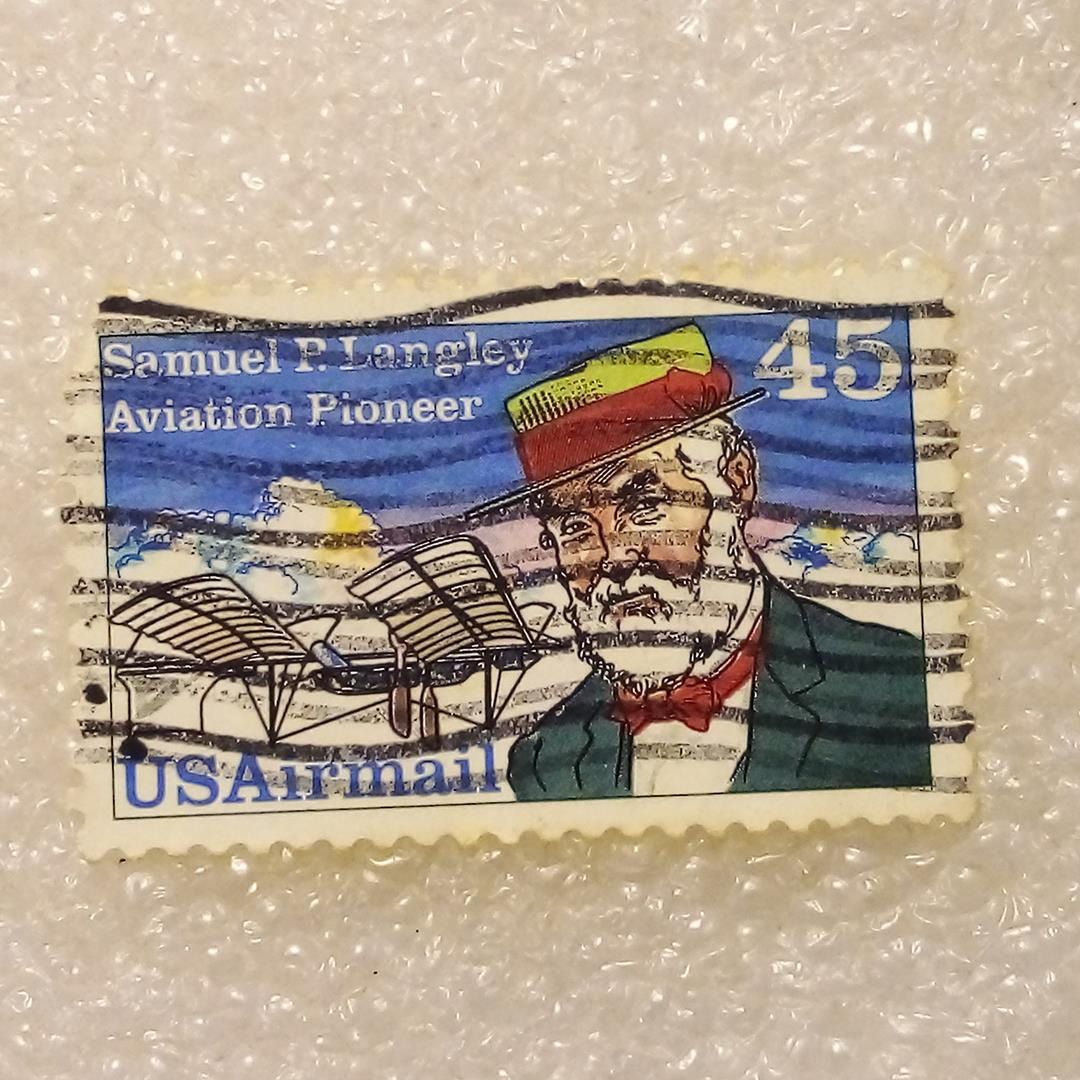 Samuel P. Langley
Aviation Pioneer
45
USAirmail